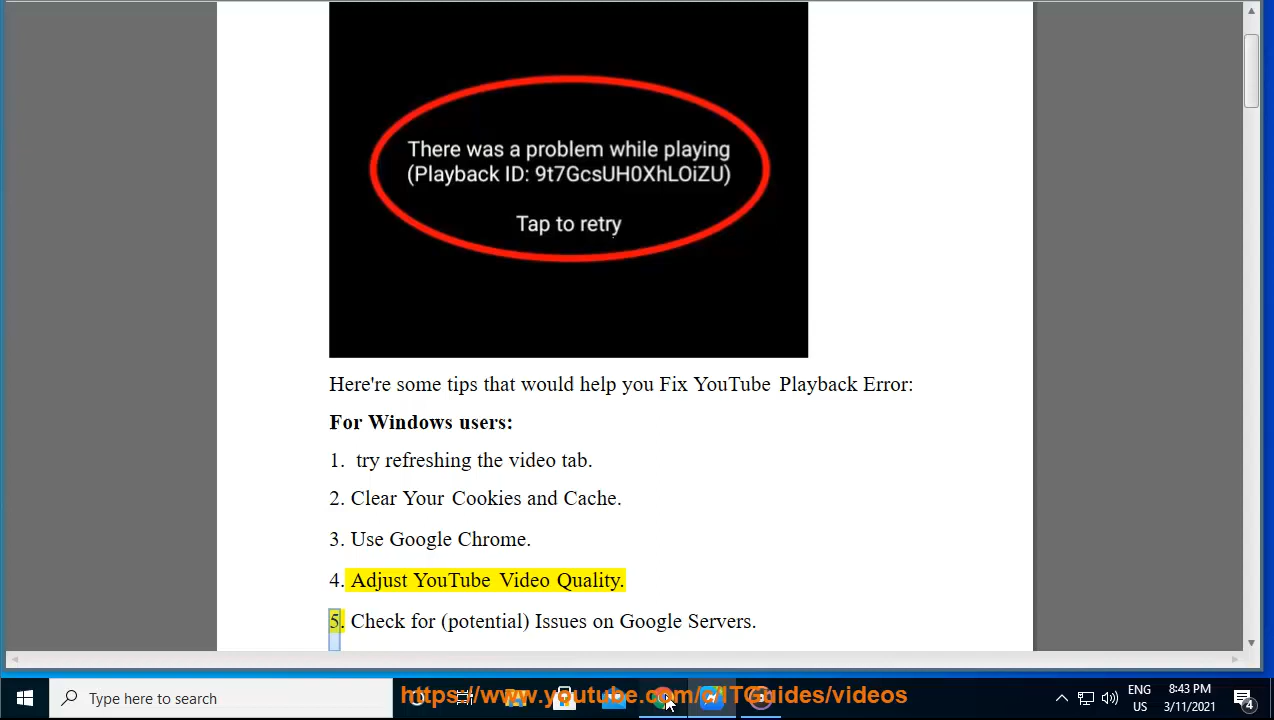 There was a problem while playing
(Playback ID: 9t7GcsUH0XhLOiZU)
Tap to retry
Here're some tips that would help you Fix YouTube Playback Error:
For Windows users:
1. try refreshing the video tab.
2. Clear Your Cookies and Cache.
3. Use Google Chrome.
4. Adjust YouTube Video Quality.
5. Check for (potential) Issues on Google Servers.
Type here to search
ENG
US
8:43 PM
3/11/2021
4